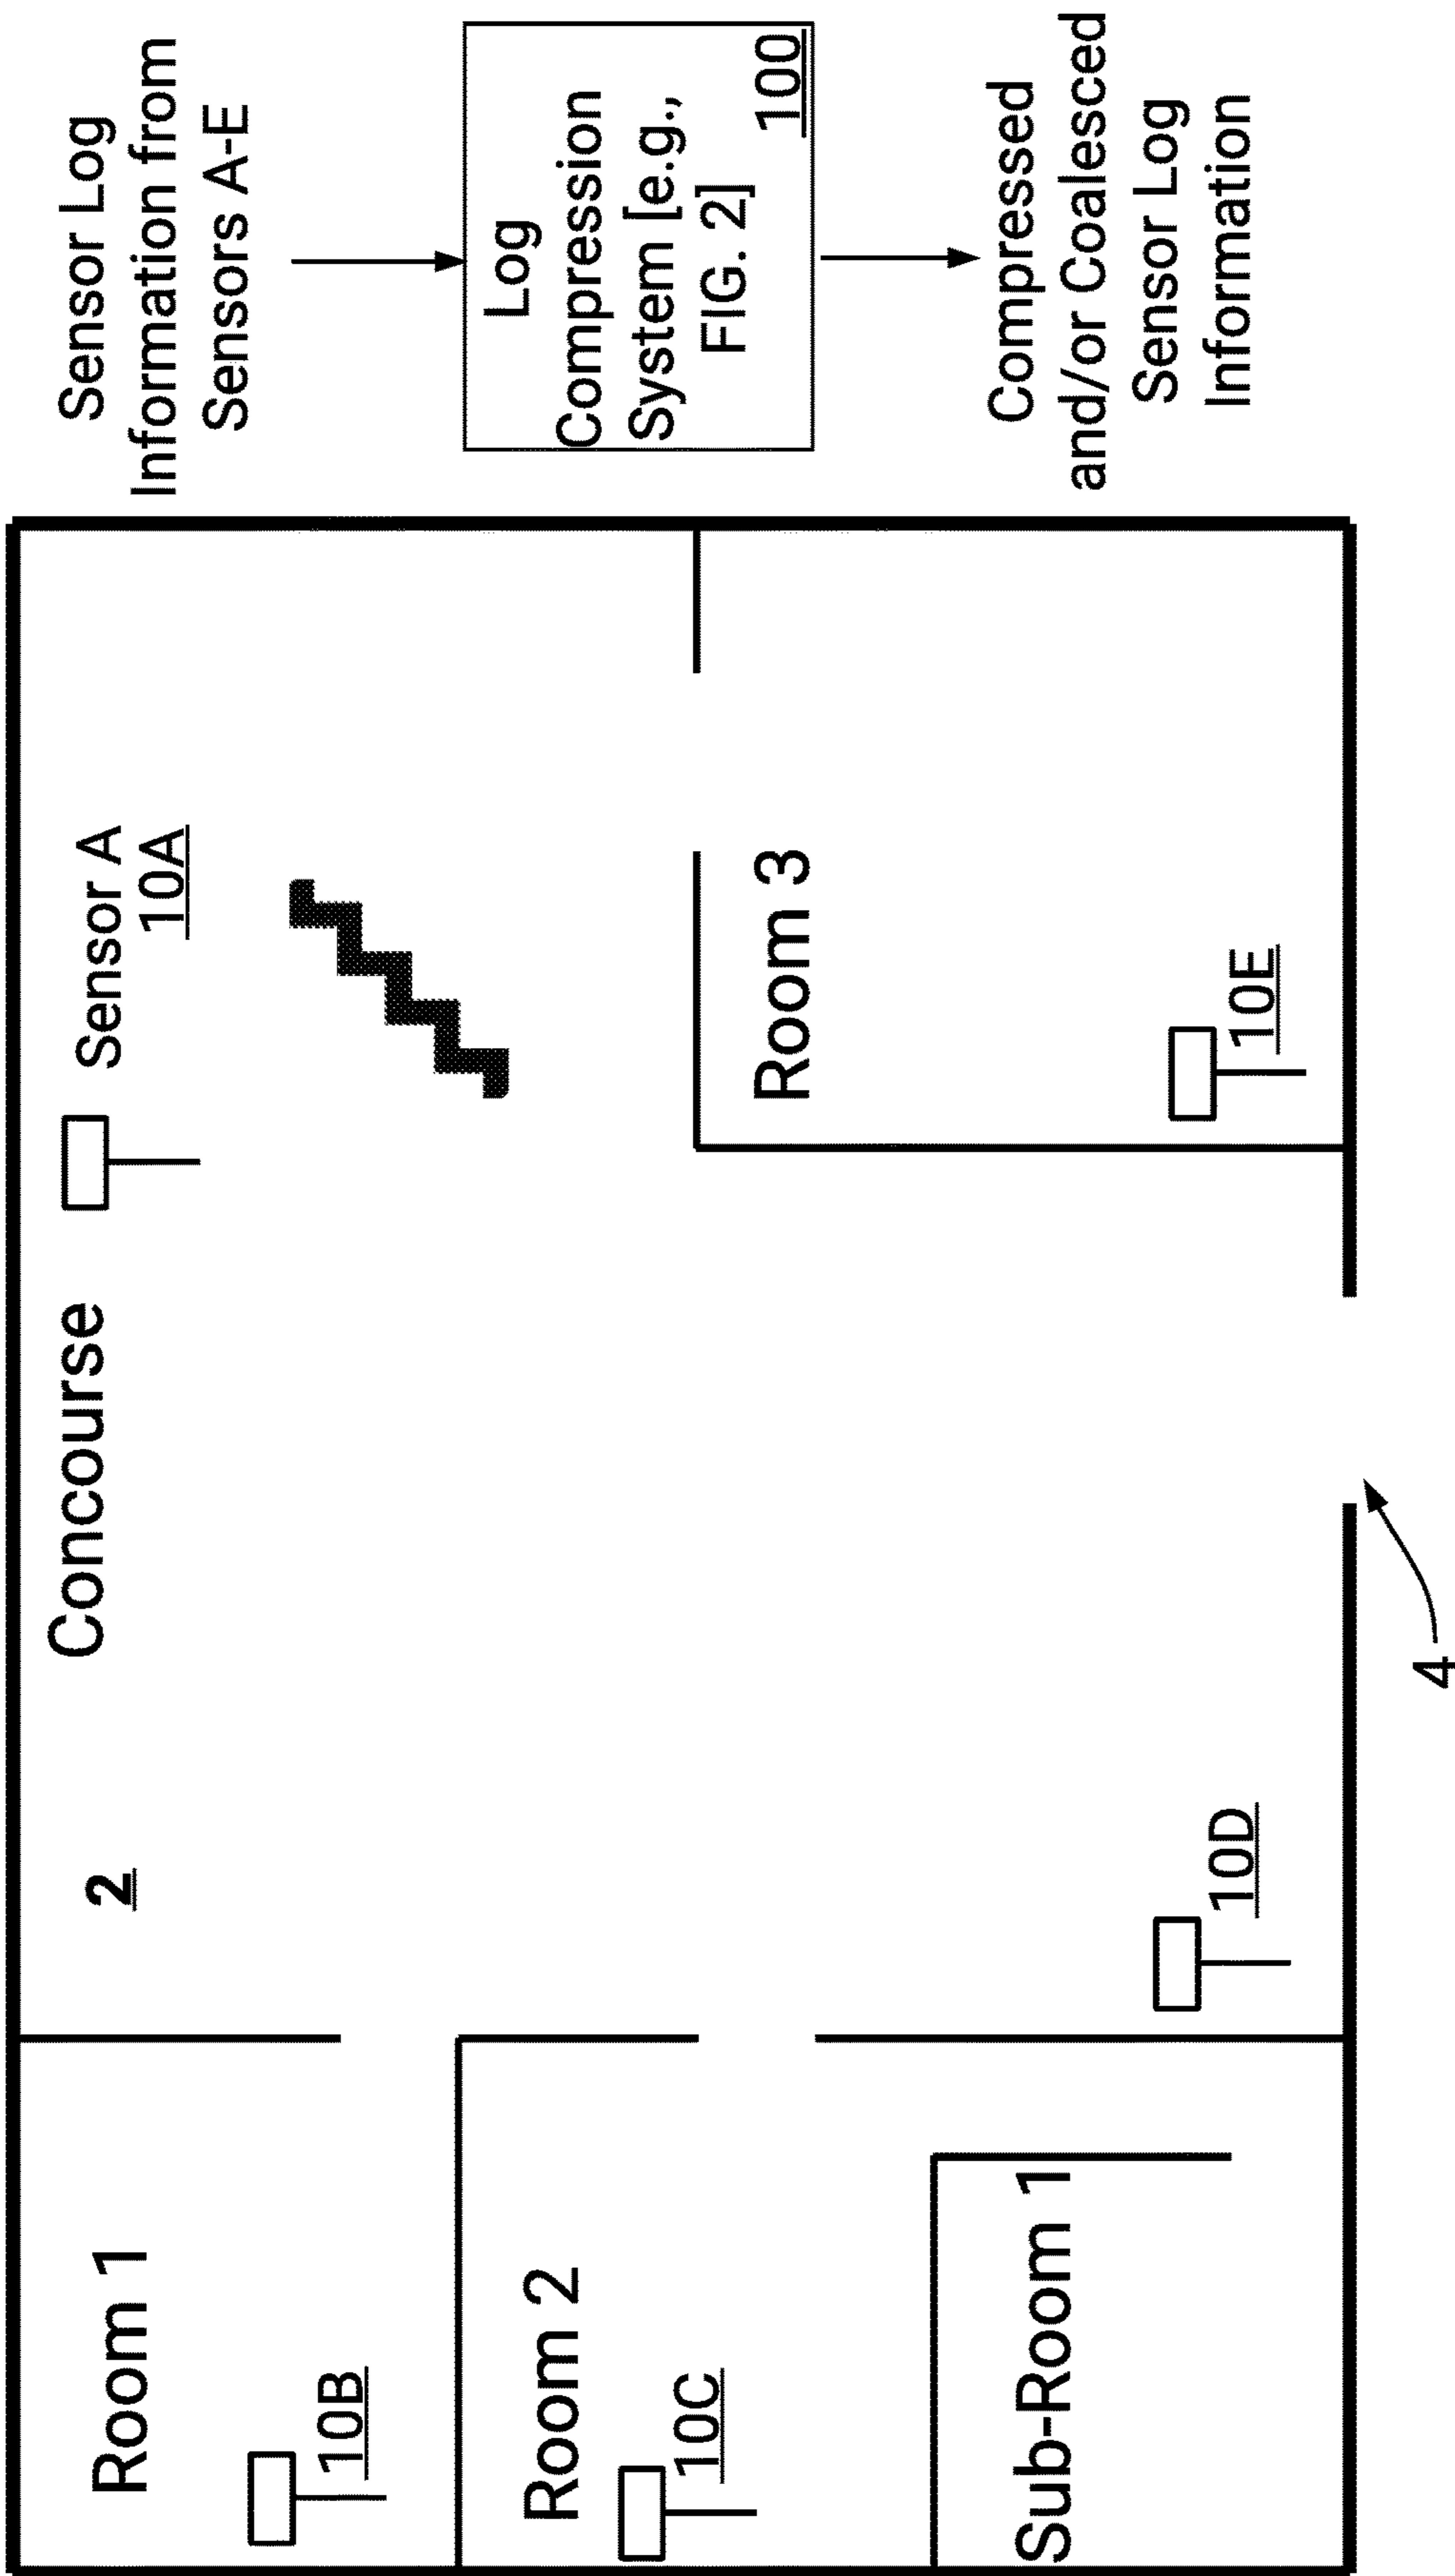 Room 1
10B
Room 2
10C
Sub-Room 1
2
Concourse
Sensor A
10A
10D
4
Room 3
10E
Sensor Log
Information from
Sensors A-E
Log
Compression
System [e.g.,
FIG. 2]
100
Compressed
and/or Coalesced
Sensor Log
Information